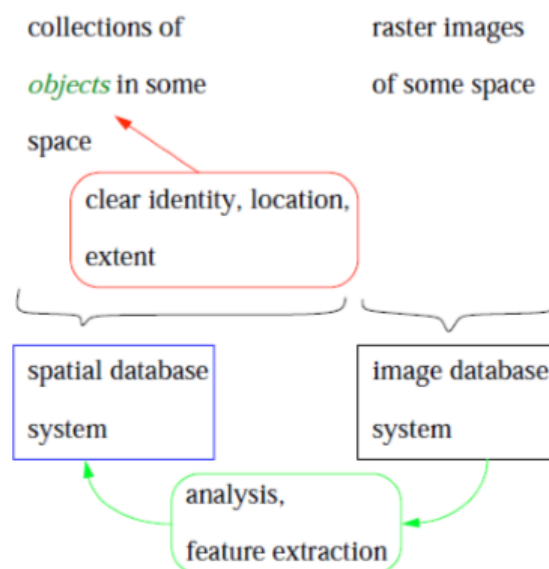 collections of
objects in some
space
raster images
of some space
clear identity, location,
extent
spatial database
system
image database
system
analysis,
feature extraction